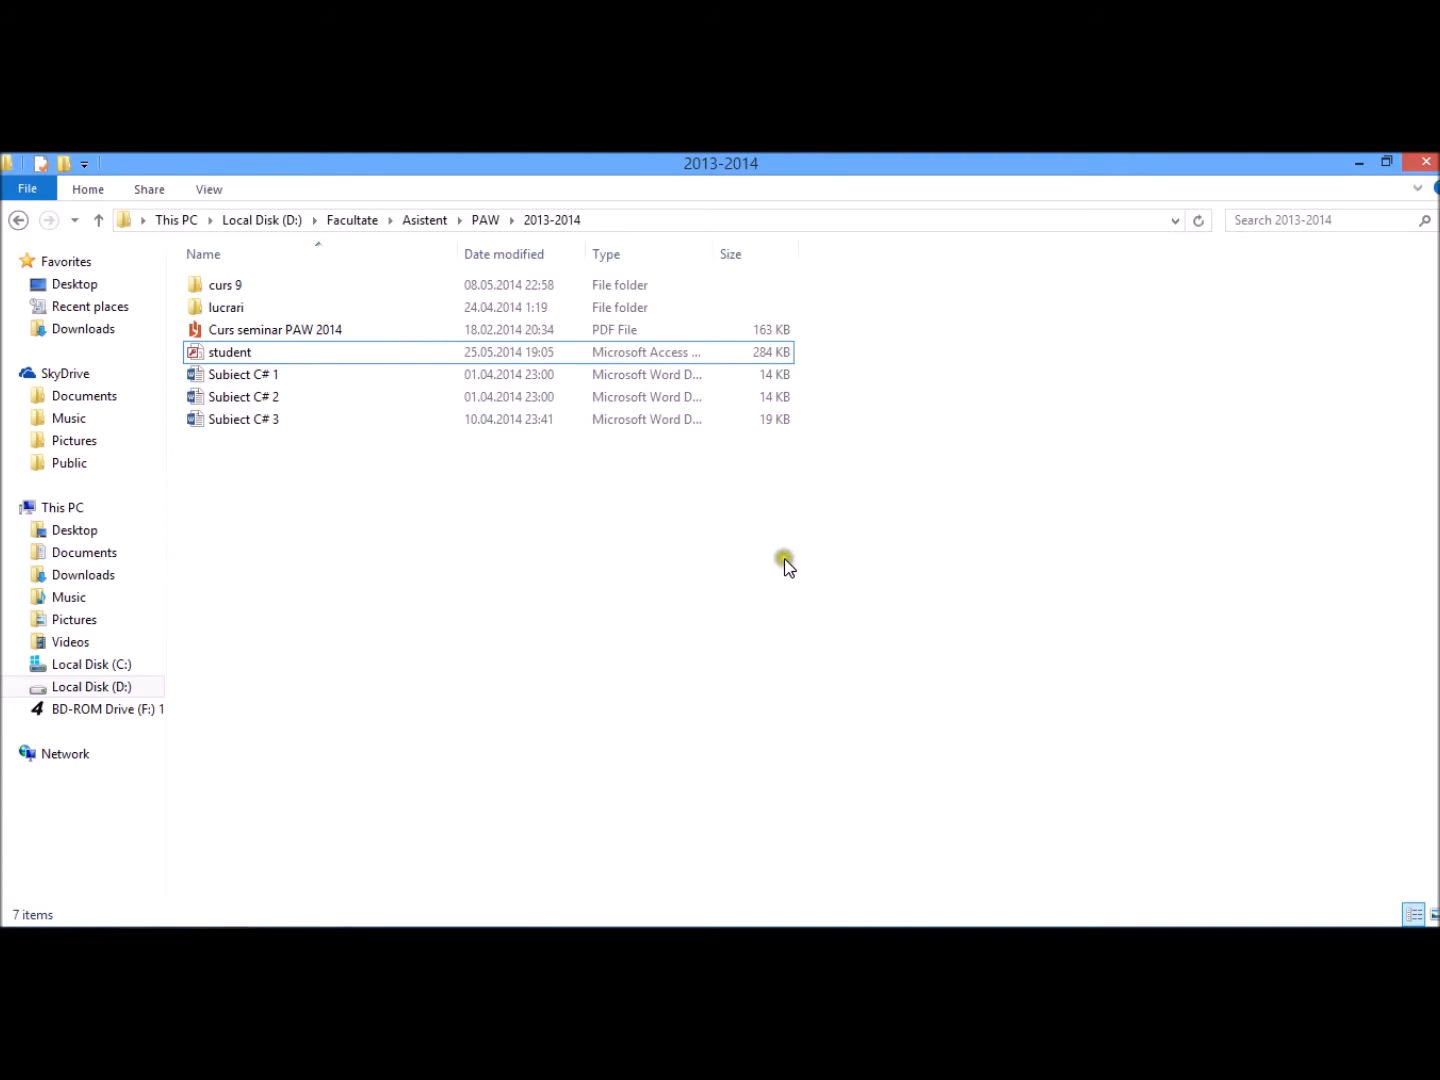 2013-2014
File Home Share View
This PC Local Disk (D:) Facultate Asistent PAW 2013-2014 Search 2013-2014
Name Date modified Type Size
Favorites
Desktop
Recent places
Downloads
SkyDrive
Documents
Music
Pictures
Public
This PC
Desktop
Documents
Downloads
Music
Pictures
Videos
Local Disk (C:)
Local Disk (D:)
BD-ROM Drive (F:) 1
Network
curs 9 08.05.2014 22:58 File folder
lucrari 24.04.2014 1:19 File folder
Curs seminar PAW 2014 18.02.2014 20:34 PDF File 163 KB
student 25.05.2014 19:05 Microsoft Access ... 284 KB
Subiect C# 1 01.04.2014 23:00 Microsoft Word D... 14 KB
Subiect C# 2 01.04.2014 23:00 Microsoft Word D... 14 KB
Subiect C# 3 10.04.2014 23:41 Microsoft Word D... 19 KB
7 items